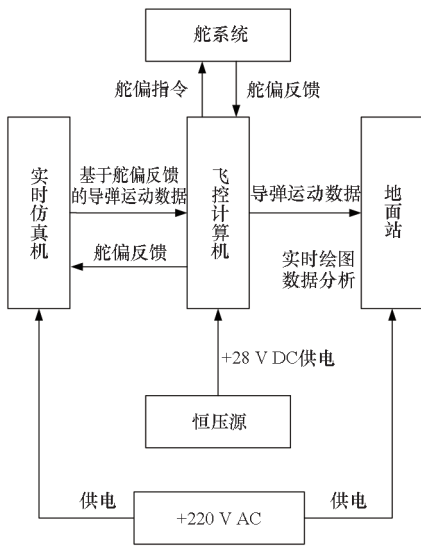 舵系统
舵偏指令
舵偏反馈
实时仿真机
基于舵偏反馈
的导弹运动数据
飞控计算机
导弹运动数据
地面站
舵偏反馈
实时绘图
数据分析
+28 V DC供电
恒压源
供电
+220 V AC
供电